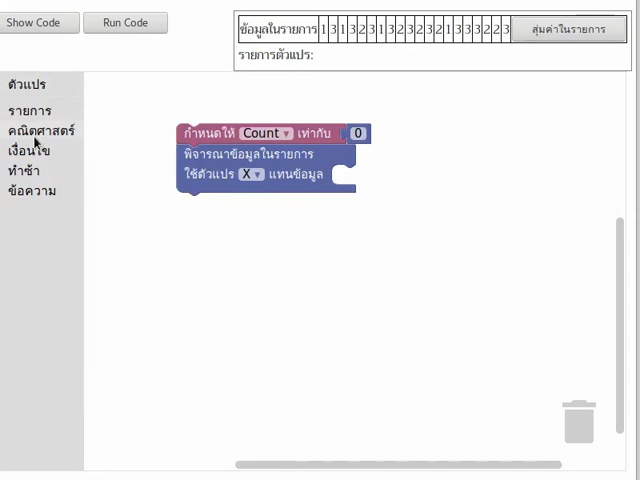 Show Code Run Code
ข้อมูลในรายการ 1 3 1 3 2 3 1 3 2 3 2 3 2 1 3 3 3 2 2 3 สุ่มค่าในรายการ
รายการตัวแปร:
ตัวแปร
รายการ
คณิตศาสตร์
เงื่อนไข
ทำซ้ำ
ข้อความ
กำหนดให้ Count เท่ากับ 0
พิจารณาข้อมูลในรายการ
ใช้ตัวแปร X แทนข้อมูล